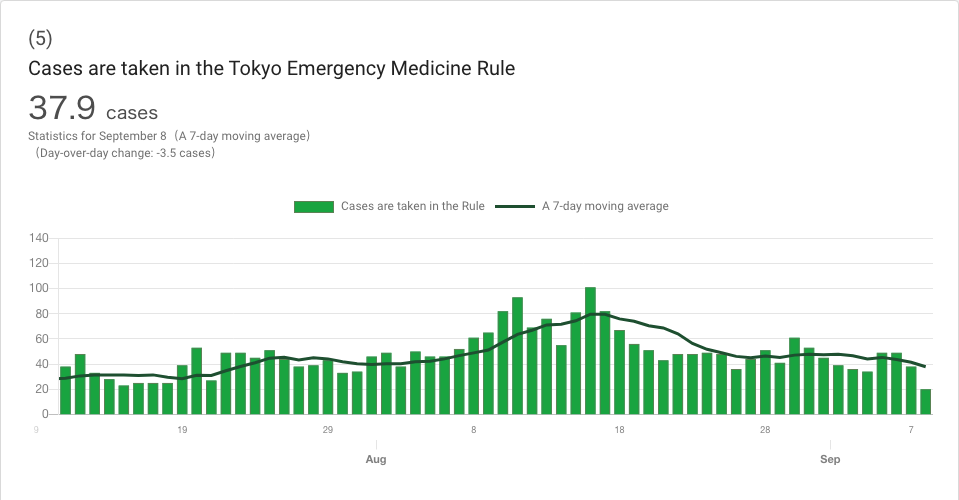 (5)
Cases are taken in the Tokyo Emergency Medicine Rule
37.9 cases
Statistics for September 8（A 7-day moving average）
（Day-over-day change: -3.5 cases）
Cases are taken in the Rule A 7-day moving average
140
120
100
80
60
40
20
0
9 19 29 8 18 28 7
Aug Sep